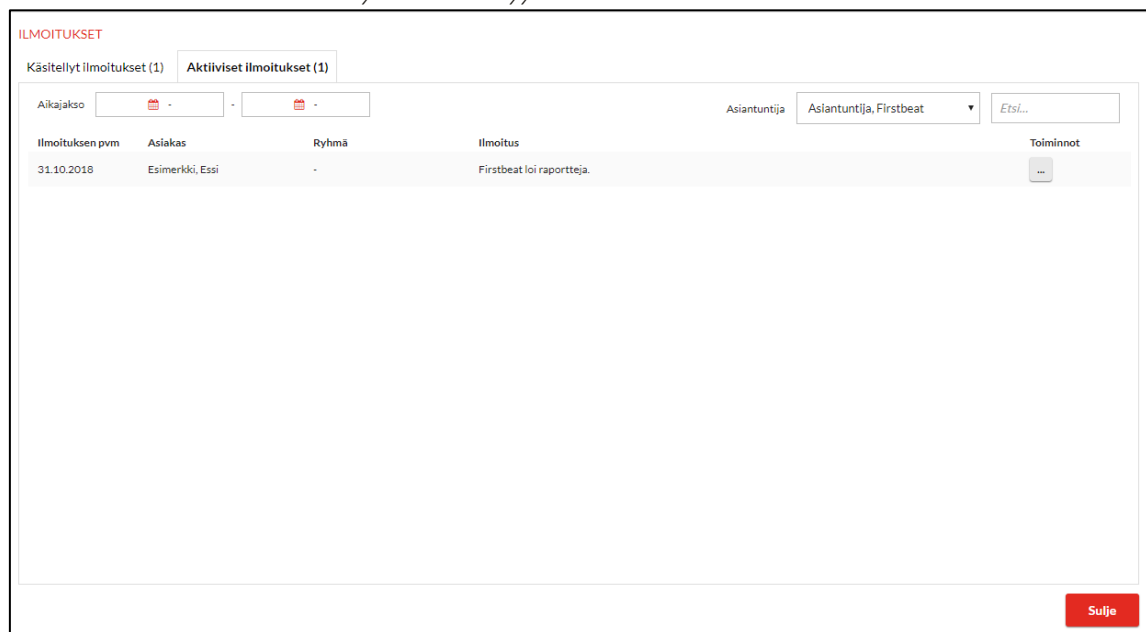 ILMOITUKSET
Käsitellyt ilmoitukset (1) Aktiiviset ilmoitukset (1)
Aikajakso - - - Asiantuntija Asiantuntija, Firstbeat Etsi...
Ilmoituksen pvm Asiakas Ryhmä Ilmoitus Toiminnot
31.10.2018 Esimerkki, Essi - Firstbeat loi raportteja. ...
Sulje